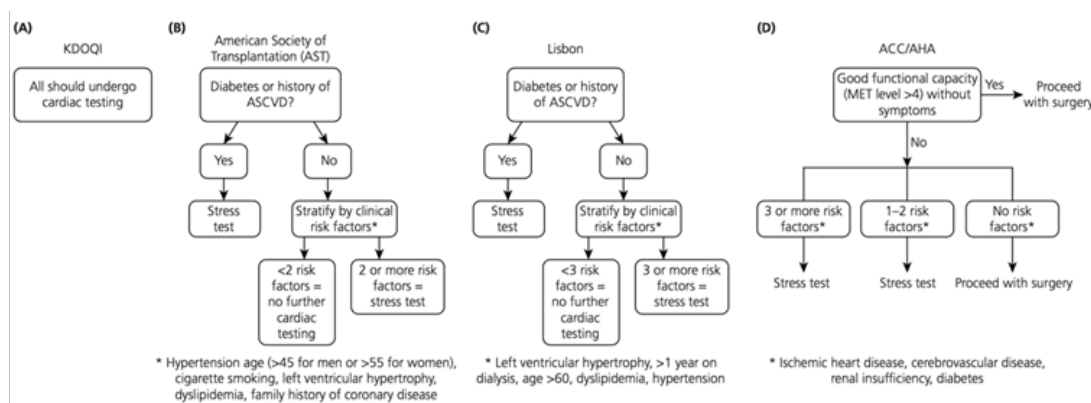 (A)
KDOQI
All should undergo
cardiac testing
(B)
American Society of
Transplantation (AST)
Diabetes or history of
ASCVD?
Yes
No
Stress
test
Stratify by clinical
risk factors*
<2 risk
factors =
no further
cardiac
testing
2 or more risk
factors =
stress test
* Hypertension age (>45 for men or >55 for women),
cigarette smoking, left ventricular hypertrophy,
dyslipidemia, family history of coronary disease
(C)
Lisbon
Diabetes or history
of ASCVD?
Yes
No
Stress
test
Stratify by clinical
risk factors*
<3 risk
factors =
no further
cardiac
testing
3 or more risk
factors =
stress test
* Left ventricular hypertrophy, >1 year on
dialysis, age >60, dyslipidemia, hypertension
(D)
ACC/AHA
Good functional capacity
(MET level >4) without
symptoms
Yes
Proceed
with surgery
No
3 or more risk
factors*
1–2 risk
factors*
No risk
factors*
Stress test
Stress test
Proceed with surgery
* Ischemic heart disease, cerebrovascular disease,
renal insufficiency, diabetes